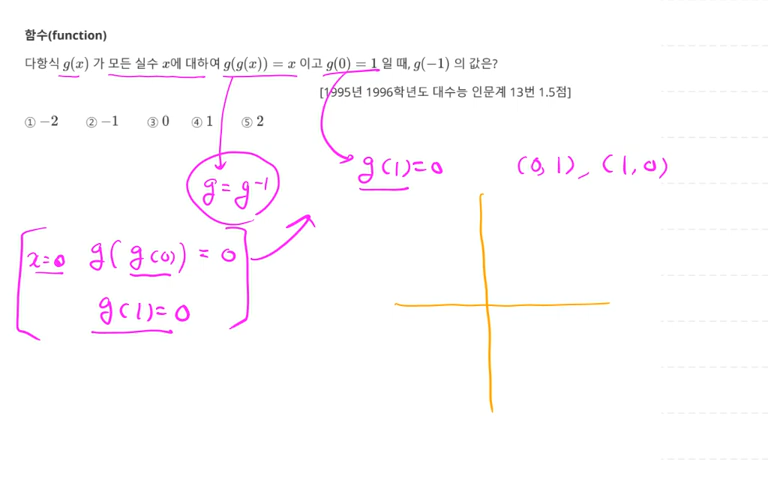 함수(function)
다항식 g(x) 가 모든 실수 x에 대하여 g(g(x)) = x 이고 g(0) = 1 일 때, g(−1) 의 값은?
[1995년 1996학년도 대수능 인문계 13번 1.5점]
① −2 ② −1 ③ 0 ④ 1 ⑤ 2
g(1)=0 (0,1), (1,0)
g = g⁻¹
x=0 g(g(0)) = 0
g(1)=0